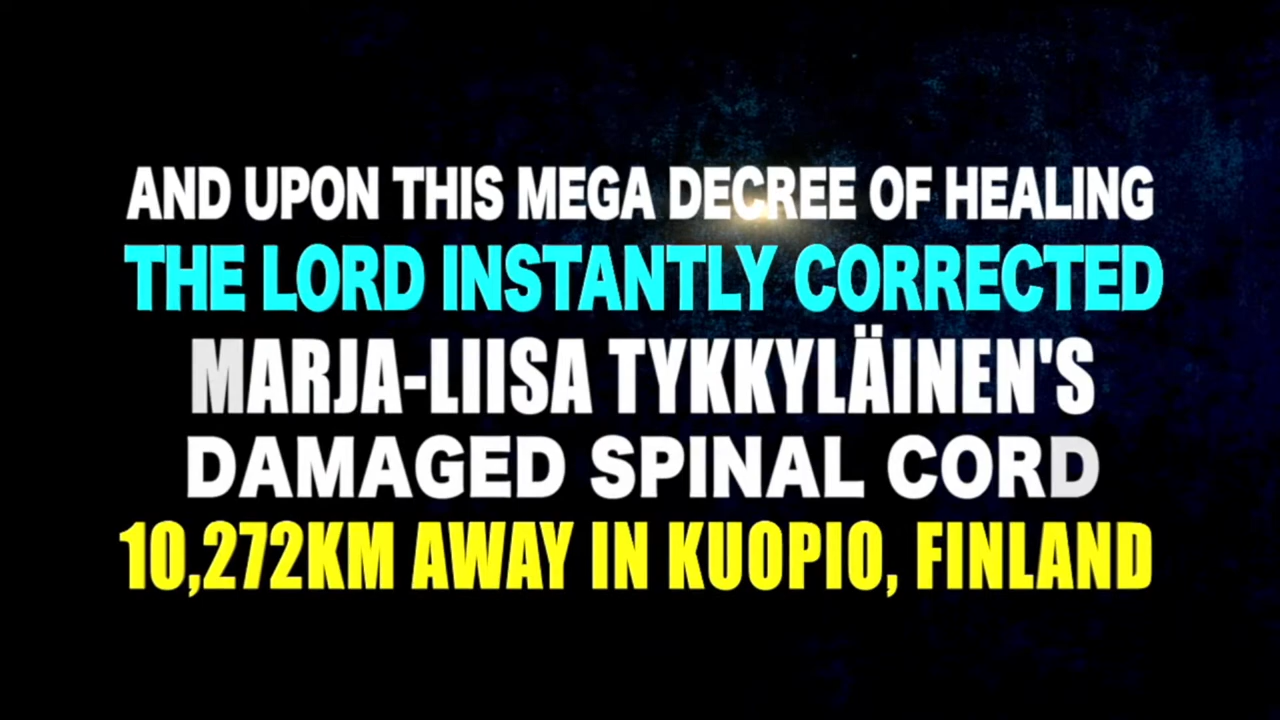 AND UPON THIS MEGA DECREE OF HEALING
THE LORD INSTANTLY CORRECTED
MARJA-LIISA TYKKYLÄINEN'S
DAMAGED SPINAL CORD
10,272KM AWAY IN KUOPIO, FINLAND